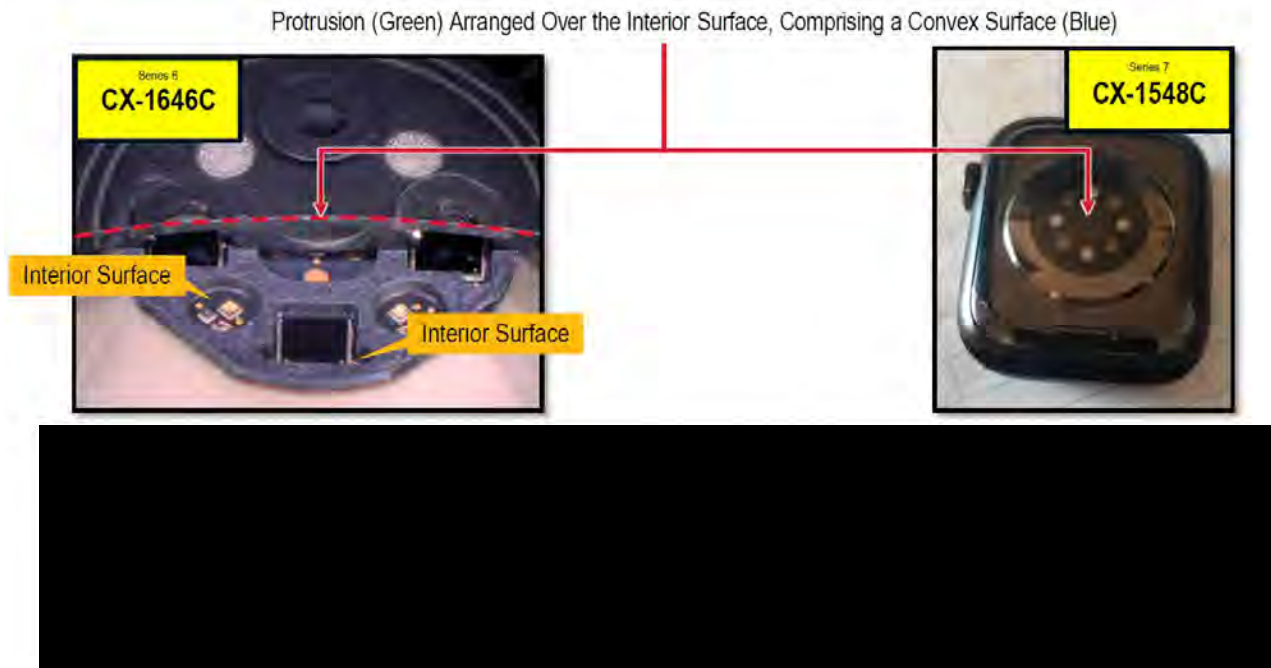 Protrusion (Green) Arranged Over the Interior Surface, Comprising a Convex Surface (Blue)
Series 6
CX-1646C
Series 7
CX-1548C
Interior Surface
Interior Surface